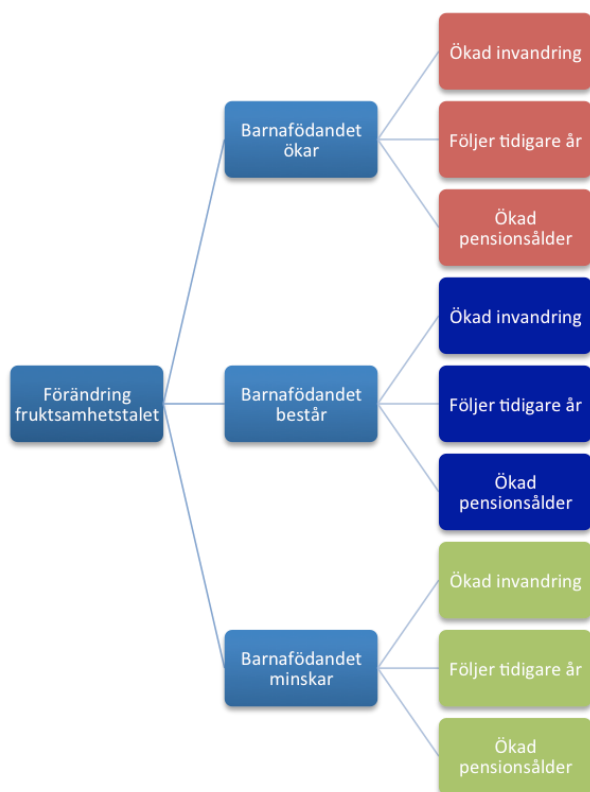 Förändring
fruktsamhetstalet
Barnafödandet
ökar
Ökad invandring
Följer tidigare år
Ökad
pensionsålder
Barnafödandet
består
Ökad invandring
Följer tidigare år
Ökad
pensionsålder
Barnafödandet
minskar
Ökad invandring
Följer tidigare år
Ökad
pensionsålder